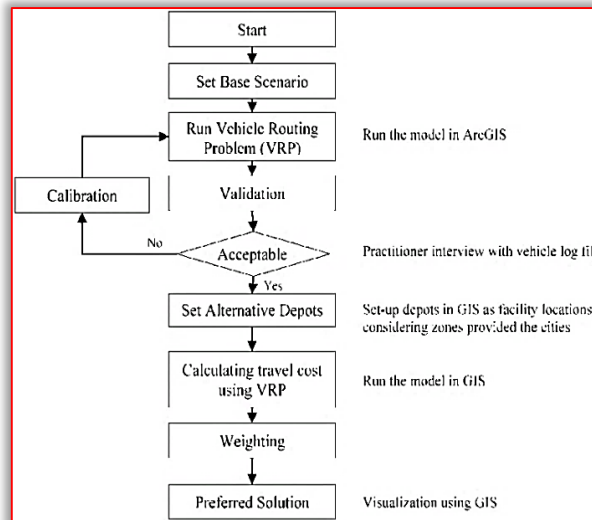 Start
Set Base Scenario
Run Vehicle Routing
Problem (VRP)
Run the model in ArcGIS
Validation
Calibration
No
Acceptable
Practitioner interview with vehicle log fil
Yes
Set Alternative Depots
Set-up depots in GIS as facility locations
considering zones provided the cities
Calculating travel cost
using VRP
Run the model in GIS
Weighting
Preferred Solution
Visualization using GIS